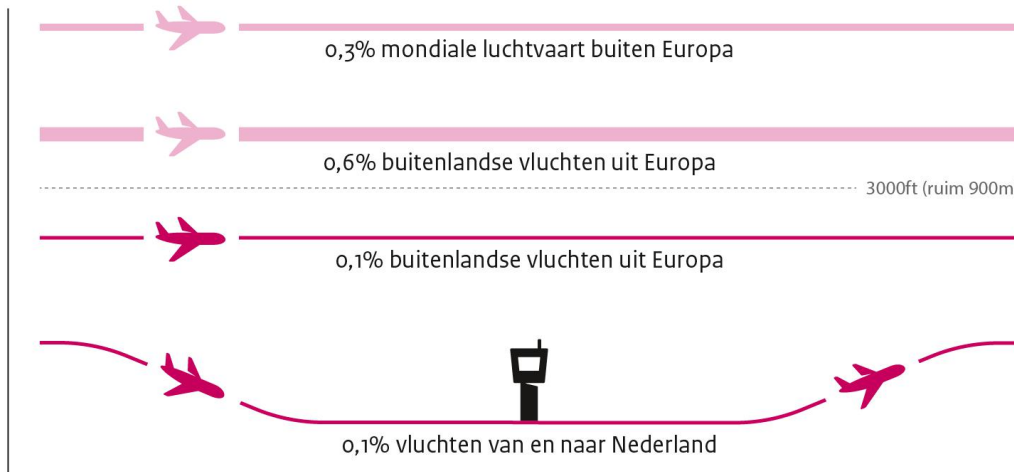 0,3% mondiale luchtvaart buiten Europa
0,6% buitenlandse vluchten uit Europa
3000ft (ruim 900m
0,1% buitenlandse vluchten uit Europa
0,1% vluchten van en naar Nederland